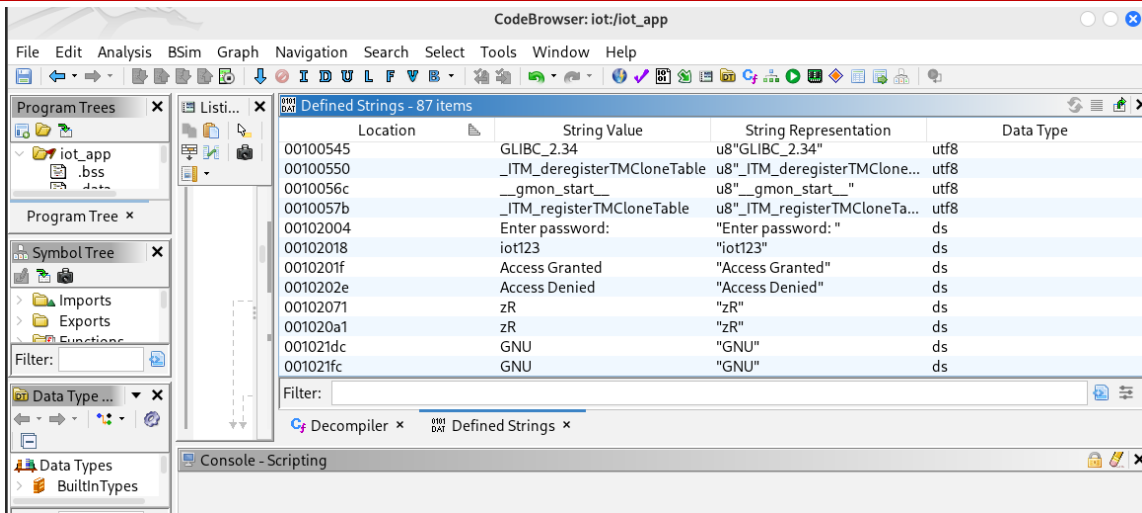 CodeBrowser: iot:/iot_app
File Edit Analysis BSim Graph Navigation Search Select Tools Window Help
I D U L F V B
Program Trees
iot_app
.bss
.data
Program Tree
Symbol Tree
Imports
Exports
Functions
Filter:
Data Type ...
Data Types
BuiltInTypes
Listi...
Defined Strings - 87 items
Location String Value String Representation Data Type
00100545 GLIBC_2.34 u8"GLIBC_2.34" utf8
00100550 _ITM_deregisterTMCloneTable u8"_ITM_deregisterTMClone... utf8
0010056c __gmon_start__ u8"__gmon_start__" utf8
0010057b _ITM_registerTMCloneTable u8"_ITM_registerTMCloneTa... utf8
00102004 Enter password: "Enter password: " ds
00102018 iot123 "iot123" ds
0010201f Access Granted "Access Granted" ds
0010202e Access Denied "Access Denied" ds
00102071 zR "zR" ds
001020a1 zR "zR" ds
001021dc GNU "GNU" ds
001021fc GNU "GNU" ds
Filter:
Decompiler Defined Strings
Console - Scripting